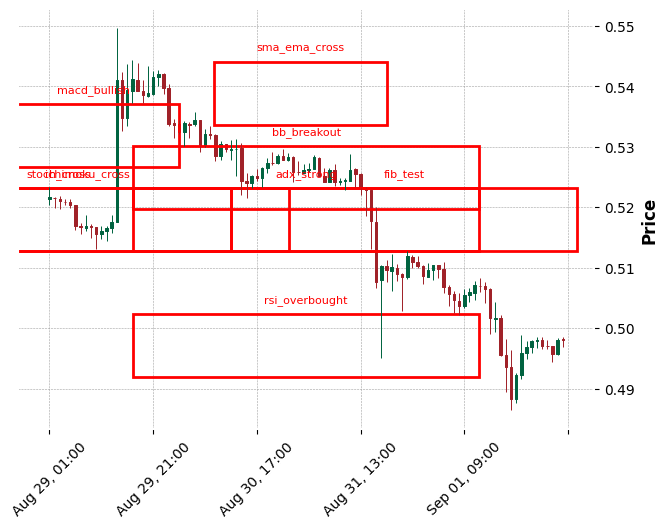 0.55
sma_ema_cross
0.54
macd_bullish
bb_breakout
0.53
ichimoku_cross
adx_strong
fib_test
0.52
Price
0.51
rsi_overbought
0.50
0.49
Aug 29, 01:00
Aug 29, 21:00
Aug 30, 17:00
Aug 31, 13:00
Sep 01, 09:00